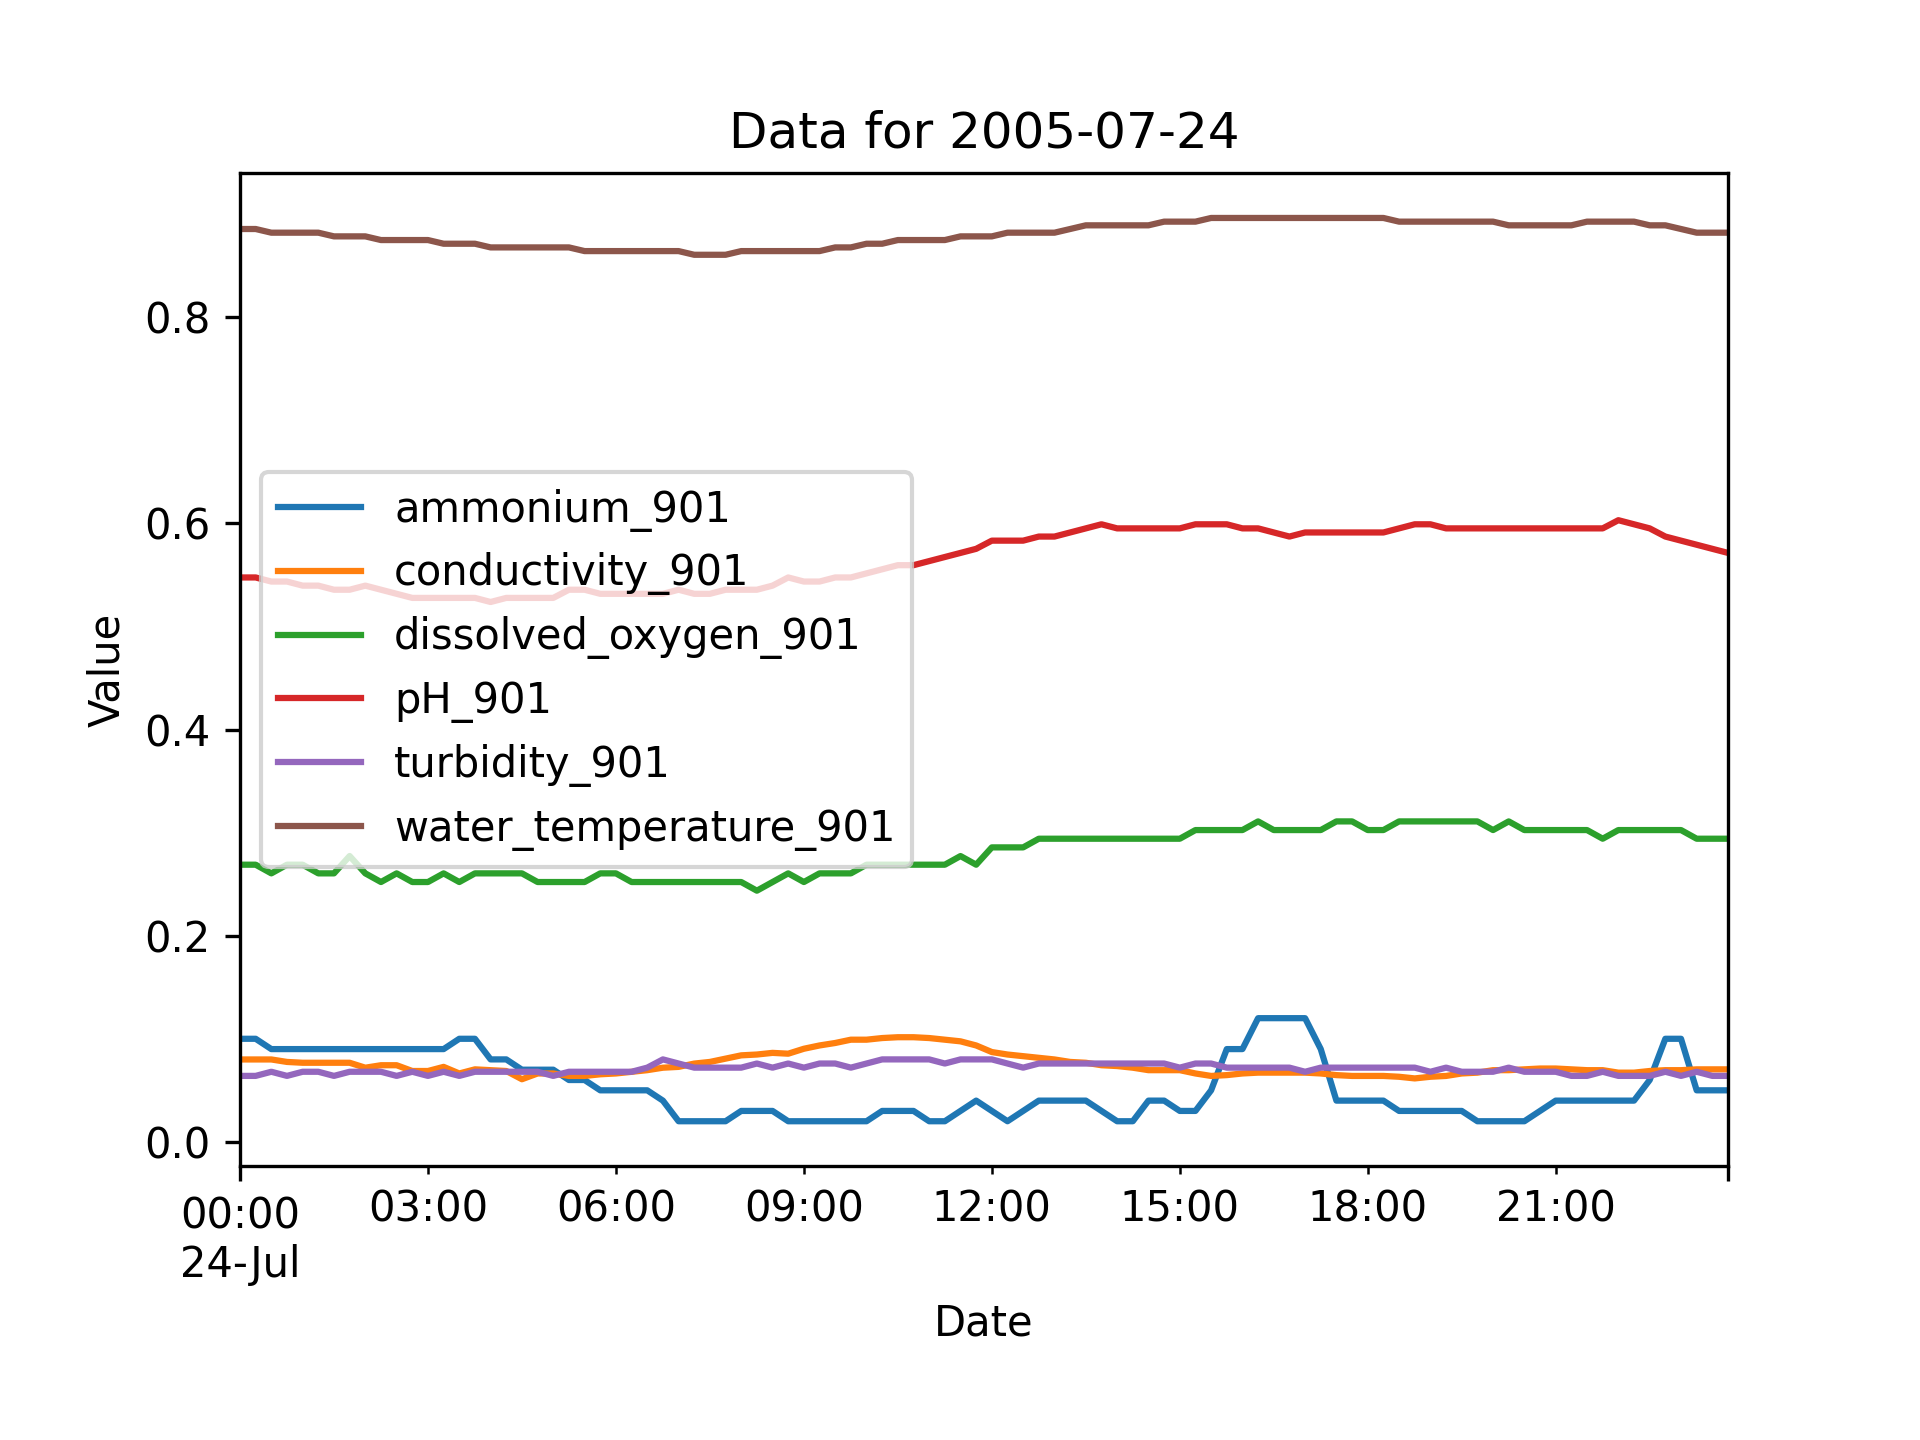 Data for 2005-07-24
Value
0.8
0.6
0.4
0.2
0.0
ammonium_901
conductivity_901
dissolved_oxygen_901
pH_901
turbidity_901
water_temperature_901
00:00 03:00 06:00 09:00 12:00 15:00 18:00 21:00
24-Jul
Date